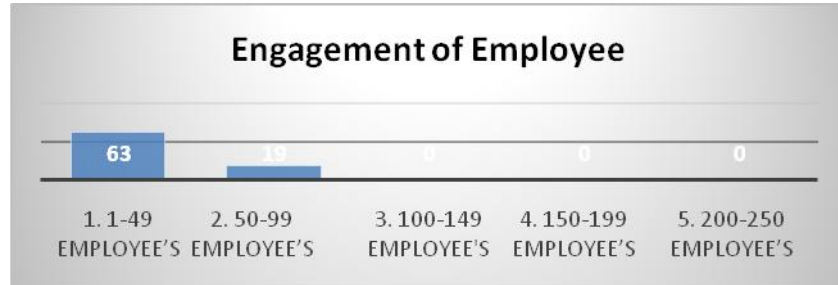 Engagement of Employee
63 19 0 0 0
1. 1-49 2. 50-99 3. 100-149 4. 150-199 5. 200-250
EMPLOYEE’S EMPLOYEE’S EMPLOYEE'S EMPLOYEE’S EMPLOYEE’S